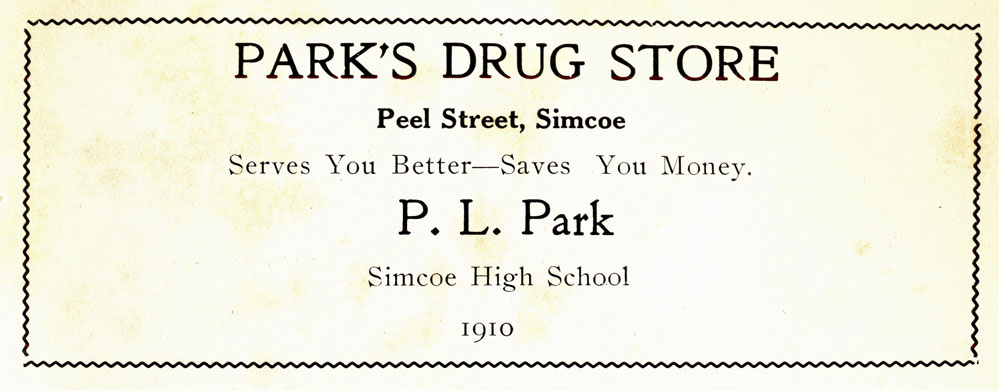 PARK'S DRUG STORE
Peel Street, Simcoe
Serves You Better—Saves You Money.
P. L. Park
Simcoe High School
1910